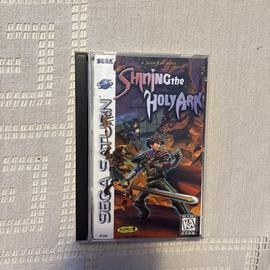 SEGA
SHINING the
HOLY ARK
SEGA SATURN